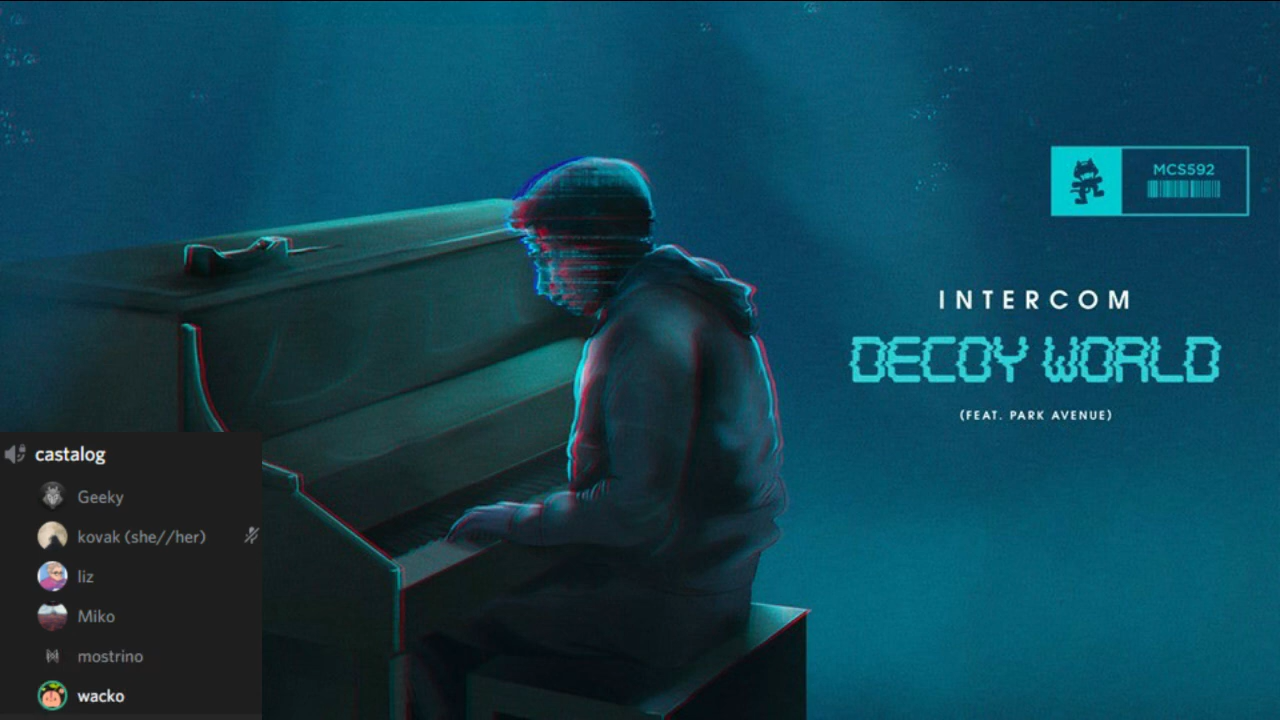 MCS592
INTERCOM
DECOY WORLD
(FEAT. PARK AVENUE)
castalog
Geeky
kovak (she//her)
liz
Miko
mostrino
wacko